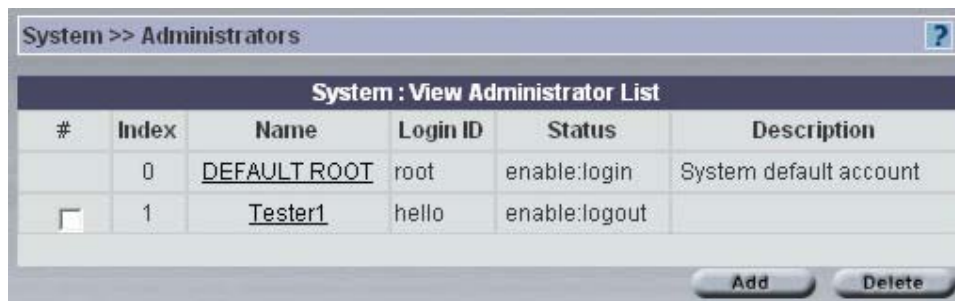 System >> Administrators ?
System : View Administrator List
# Index Name Login ID Status Description
0 DEFAULT ROOT root enable:login System default account
1 Tester1 hello enable:logout
Add Delete